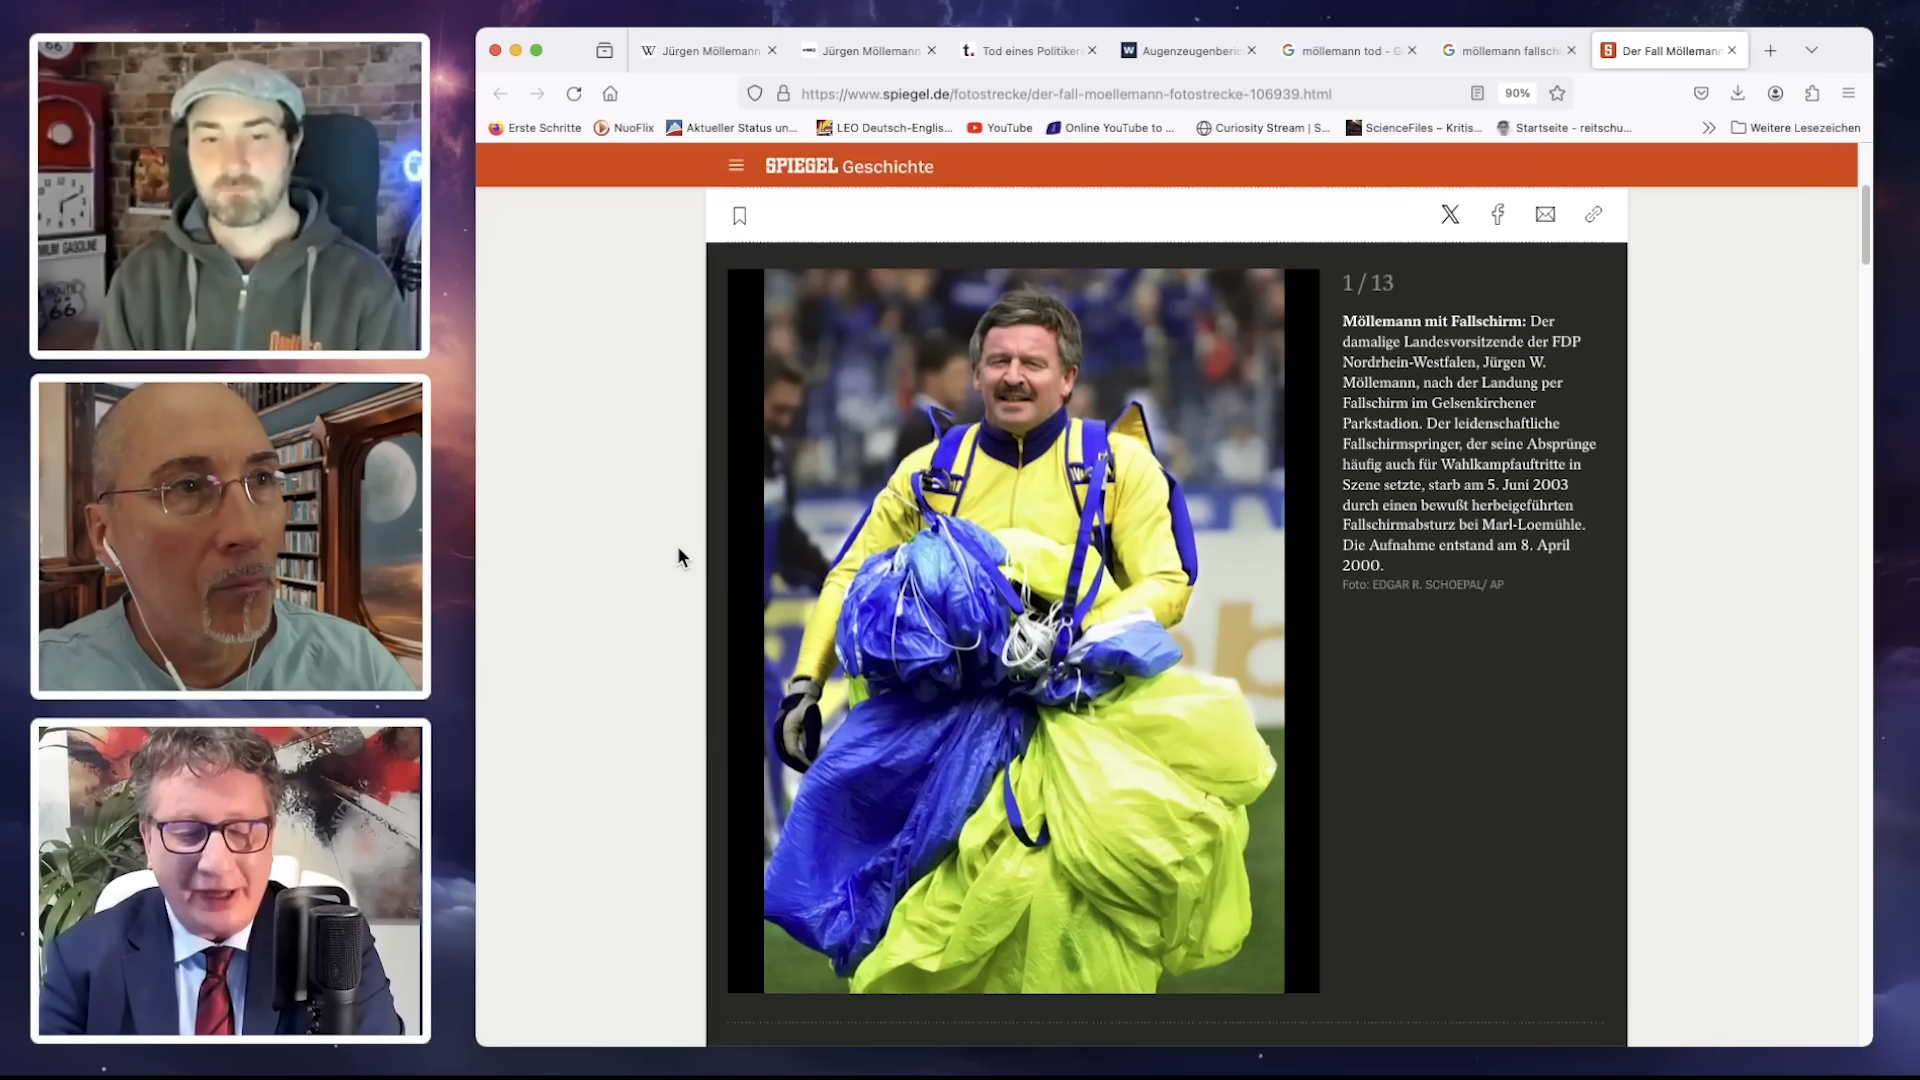 Jürgen Möllemann
Jürgen Möllemann
Tod eines Politiker
Augenzeugenberic
möllemann tod - G
möllemann fallsch
Der Fall Möllemann
https://www.spiegel.de/fotostrecke/der-fall-moellemann-fotostrecke-106939.html
90%
Erste Schritte
NuoFlix
Aktueller Status un...
LEO Deutsch-Englis...
YouTube
Online YouTube to ...
Curiosity Stream | S...
ScienceFiles – Kritis...
Startseite - reitschu...
Weitere Lesezeichen
SPIEGEL Geschichte
1 / 13
Möllemann mit Fallschirm: Der
damalige Landesvorsitzende der FDP
Nordrhein-Westfalen, Jürgen W.
Möllemann, nach der Landung per
Fallschirm im Gelsenkirchener
Parkstadion. Der leidenschaftliche
Fallschirmspringer, der seine Absprünge
häufig auch für Wahlkampfauftritte in
Szene setzte, starb am 5. Juni 2003
durch einen bewußt herbeigeführten
Fallschirmabsturz bei Marl-Loemühle.
Die Aufnahme entstand am 8. April
2000.
Foto: EDGAR R. SCHOEPAL/ AP
66
GASOLINE
ROUTE
66